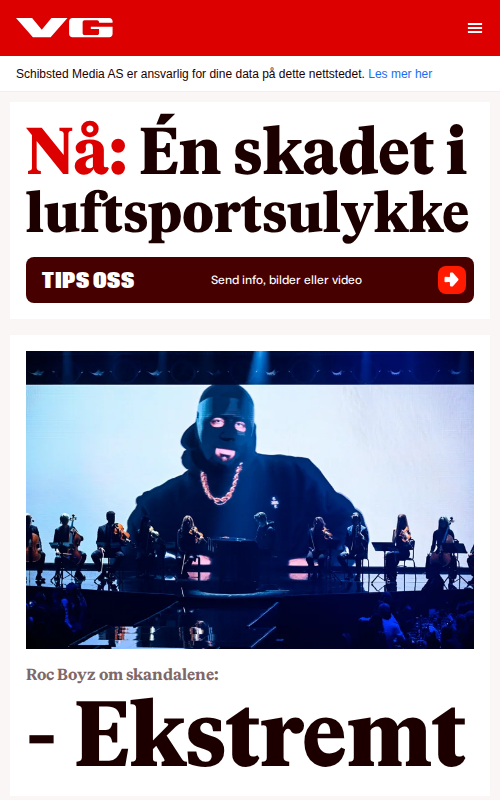 VG
Schibsted Media AS er ansvarlig for dine data på dette nettstedet. Les mer her
Nå: Én skadet i
luftsportsulykke
TIPS OSS Send info, bilder eller video
Roc Boyz om skandalene:
- Ekstremt